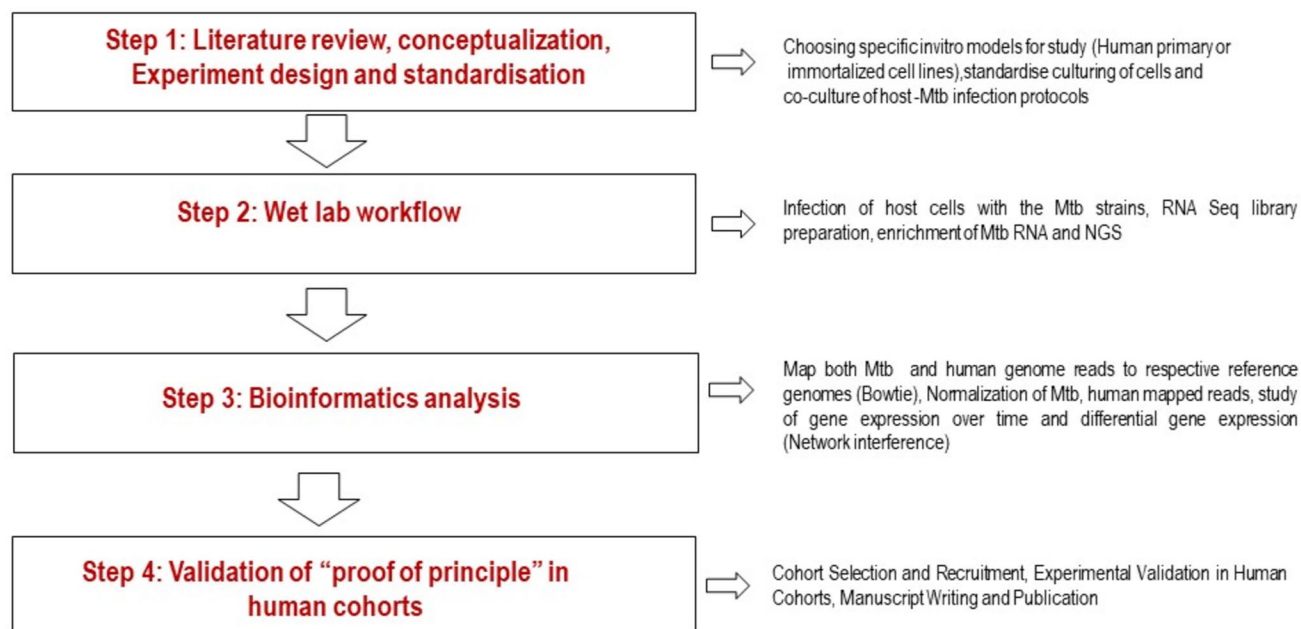 Step 1: Literature review, conceptualization,
Experiment design and standardisation
Choosing specific invitro models for study (Human primary or
immortalized cell lines),standardise culturing of cells and
co-culture of host -Mtb infection protocols
Step 2: Wet lab workflow
Infection of host cells with the Mtb strains, RNA Seq library
preparation, enrichment of Mtb RNA and NGS
Step 3: Bioinformatics analysis
Map both Mtb and human genome reads to respective reference
genomes (Bowtie), Normalization of Mtb, human mapped reads, study
of gene expression over time and differential gene expression
(Network interference)
Step 4: Validation of “proof of principle” in
human cohorts
Cohort Selection and Recruitment, Experimental Validation in Human
Cohorts, Manuscript Writing and Publication